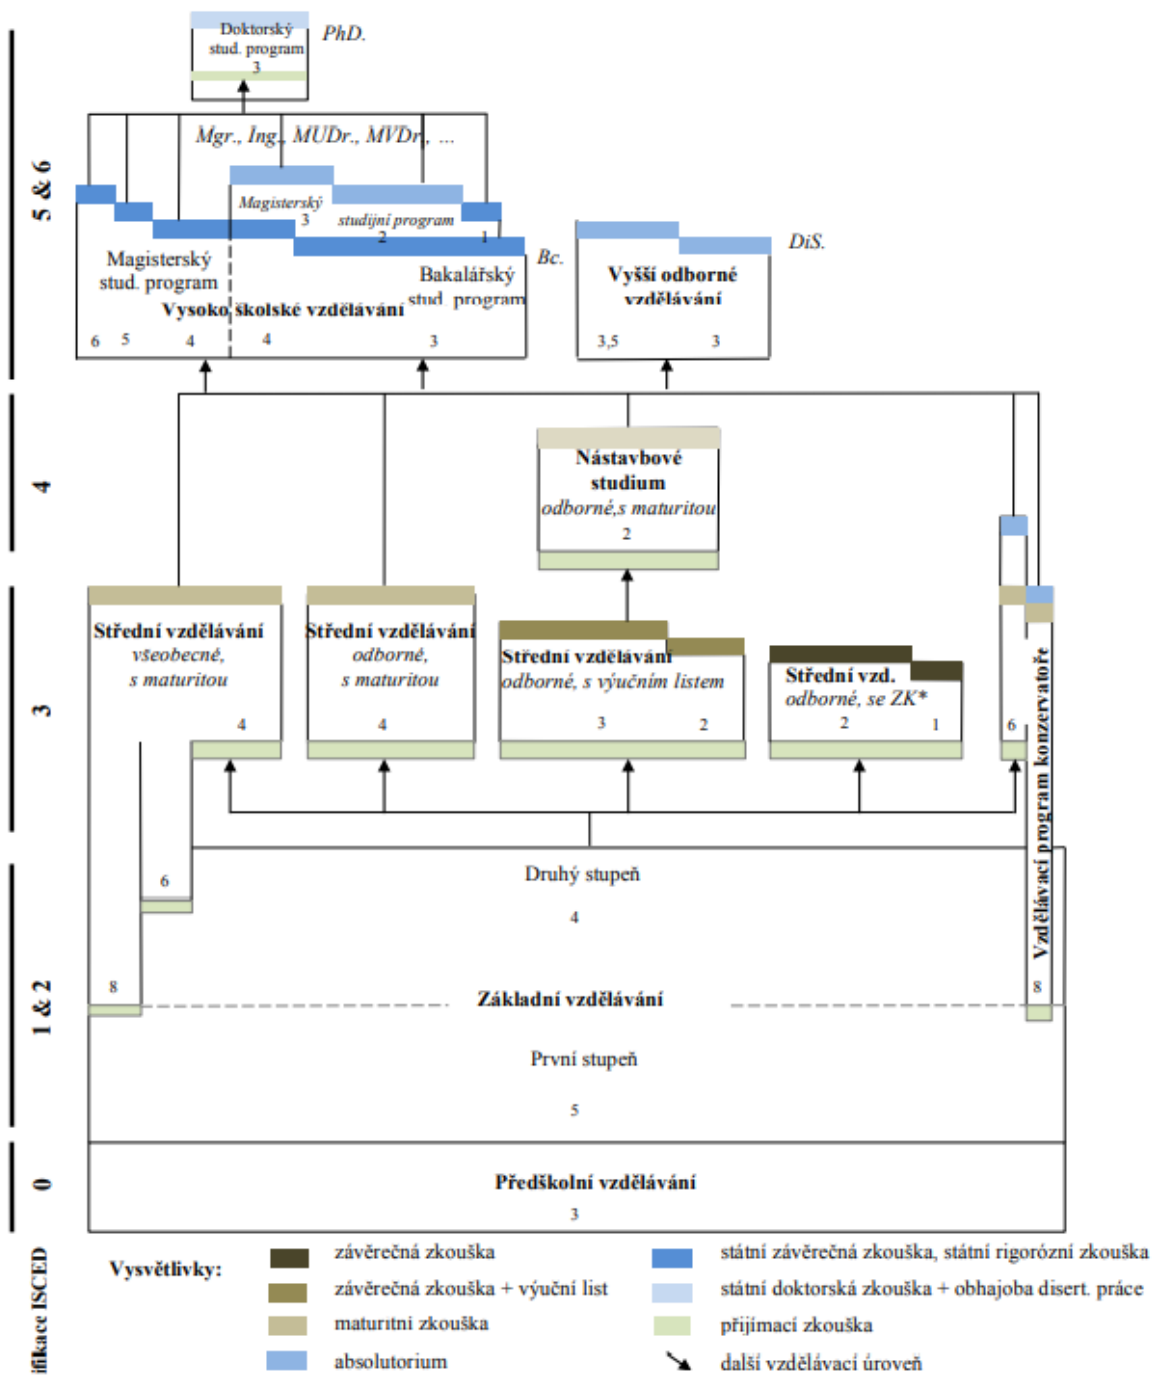 Doktorský
stud. program
3
PhD.
Mgr., Ing., MUDr., MVDr., ...
Magisterský
3
studijní program
2
1
Magisterský
stud. program
Bakalářský
stud. program
Bc.
Vysoko školské vzdělávání
6
5
4
4
3
DiS.
Vyšší odborné
vzdělávání
3,5
3
5 & 6
Nástavbové
studium
odborné,s maturitou
2
4
Střední vzdělávání
všeobecné,
s maturitou
4
Střední vzdělávání
odborné,
s maturitou
4
Střední vzdělávání
odborné, s výučním listem
3
2
Střední vzd.
odborné, se ZK*
2
1
6
Vzdělávací program konzervatoře
8
3
6
8
Druhý stupeň
4
Základní vzdělávání
První stupeň
5
1 & 2
Předškolní vzdělávání
3
0
ifikace ISCED
Vysvětlivky:
závěrečná zkouška
závěrečná zkouška + výuční list
maturitní zkouška
absolutorium
státní závěrečná zkouška, státní rigorózní zkouška
státní doktorská zkouška + obhajoba disert. práce
přijímací zkouška
další vzdělávací úroveň